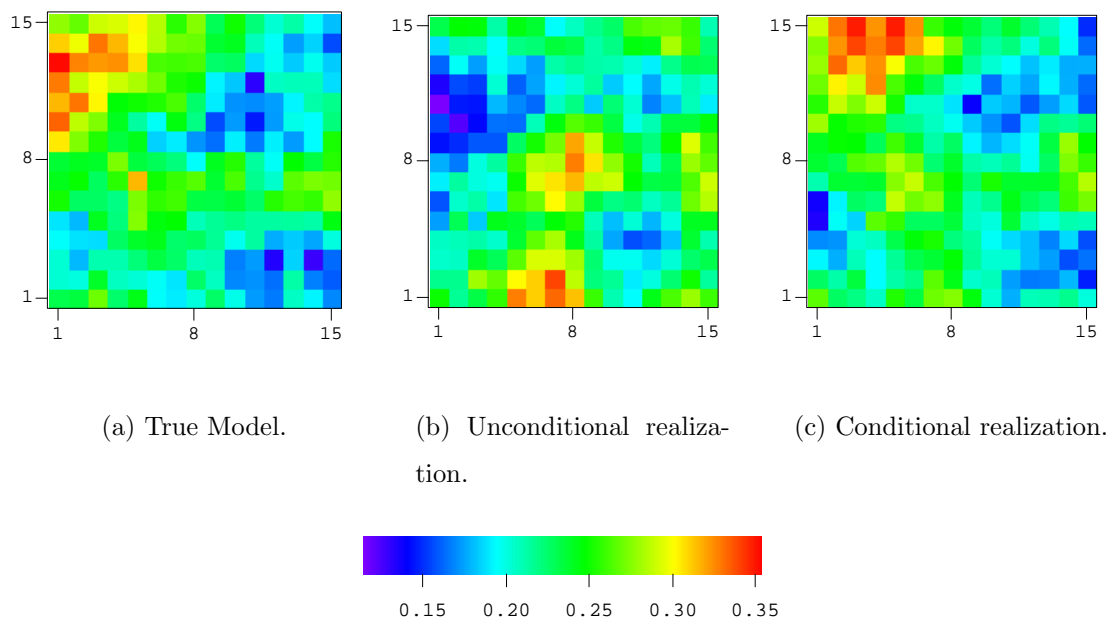 15
8
1
1 8 15
15
8
1
1 8 15
15
8
1
1 8 15
(a) True Model.
(b) Unconditional realiza-
tion.
(c) Conditional realization.
0.15 0.20 0.25 0.30 0.35